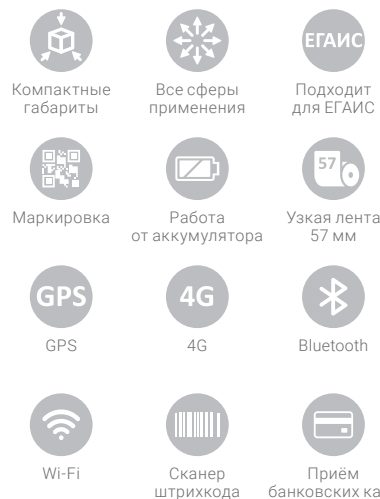 ЕГАИС
Компактные
габариты
Все сферы
применения
Подходит
для ЕГАИС
57
Маркировка
Работа
от аккумулятора
Узкая лента
57 мм
GPS
4G
GPS
4G
Bluetooth
Wi-Fi
Сканер
штрихкода
Приём
банковских ка